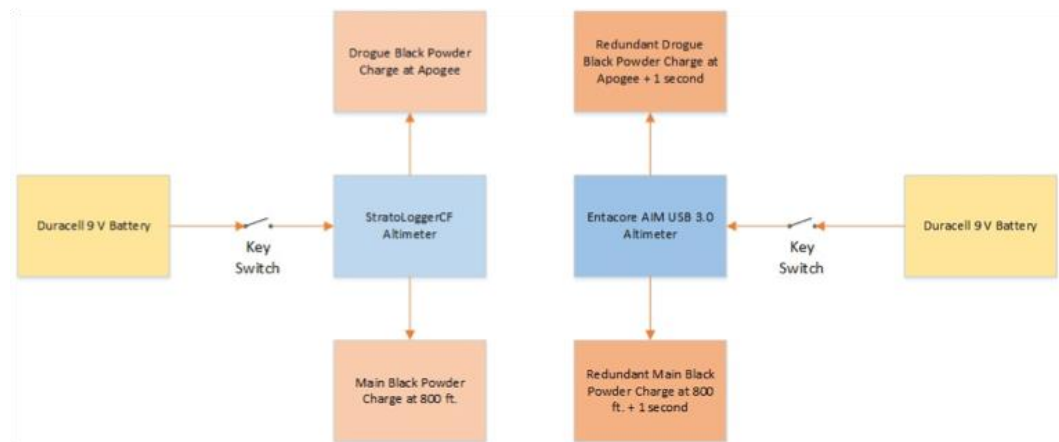 Drogue Black Powder
Charge at Apogee
Redundant Drogue
Black Powder Charge at
Apogee + 1 second
Duracell 9 V Battery
Key
Switch
StratoLoggerCF
Altimeter
Entacore AIM USB 3.0
Altimeter
Key
Switch
Duracell 9 V Battery
Main Black Powder
Charge at 800 ft.
Redundant Main Black
Powder Charge at 800
ft. + 1 second